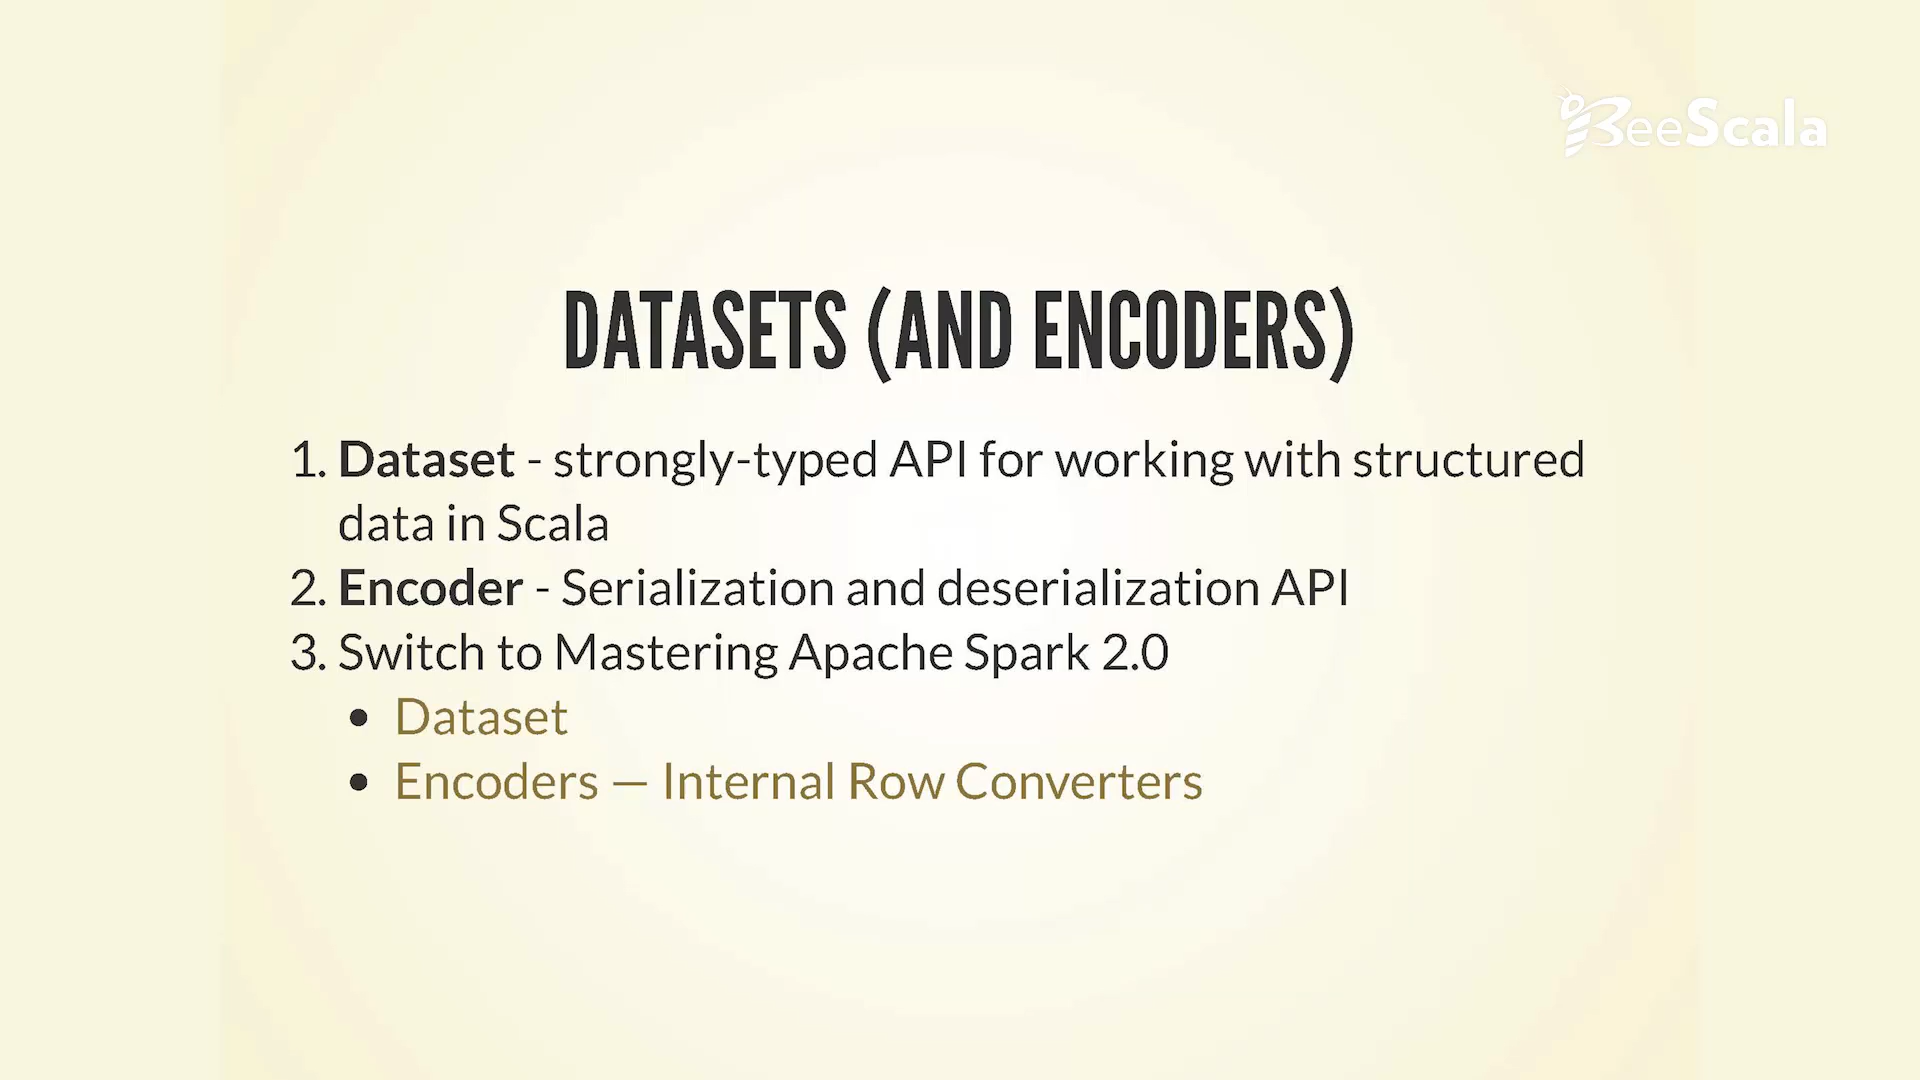 BeeScala
DATASETS (AND ENCODERS)
1. Dataset - strongly-typed API for working with structured
data in Scala
2. Encoder - Serialization and deserialization API
3. Switch to Mastering Apache Spark 2.0
• Dataset
• Encoders — Internal Row Converters